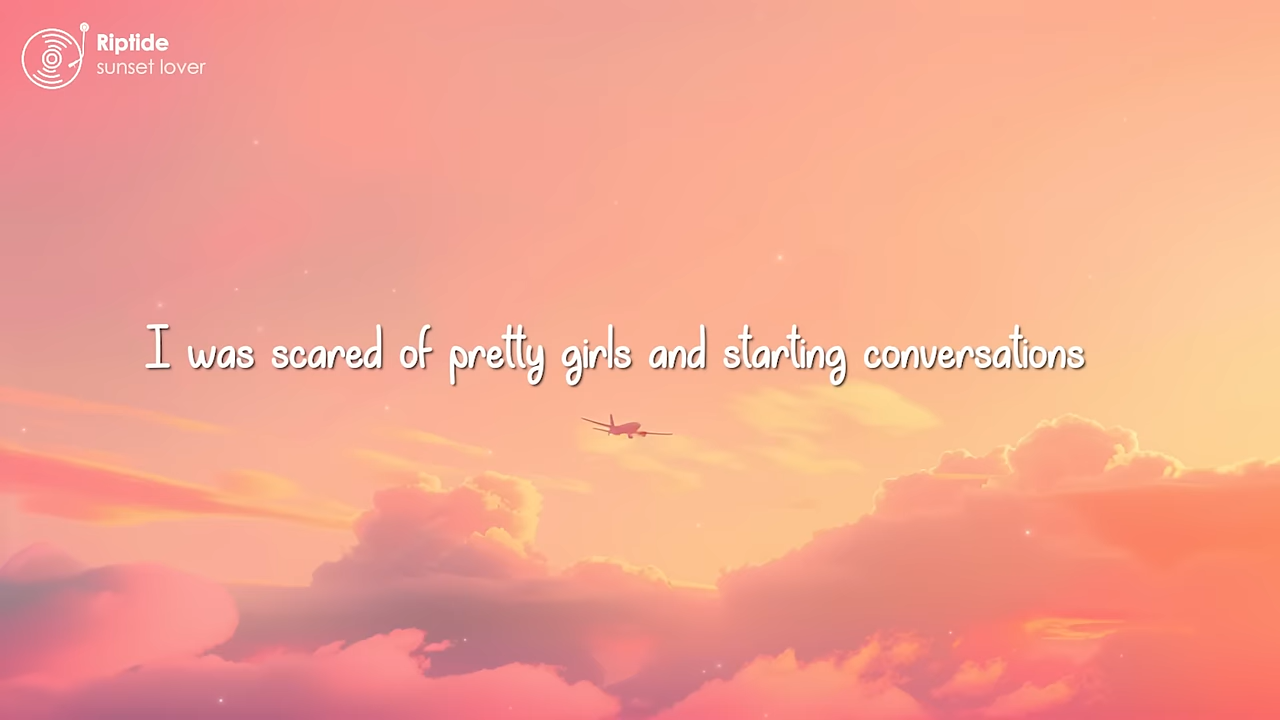 Riptide
sunset lover
I was scared of pretty girls and starting conversations